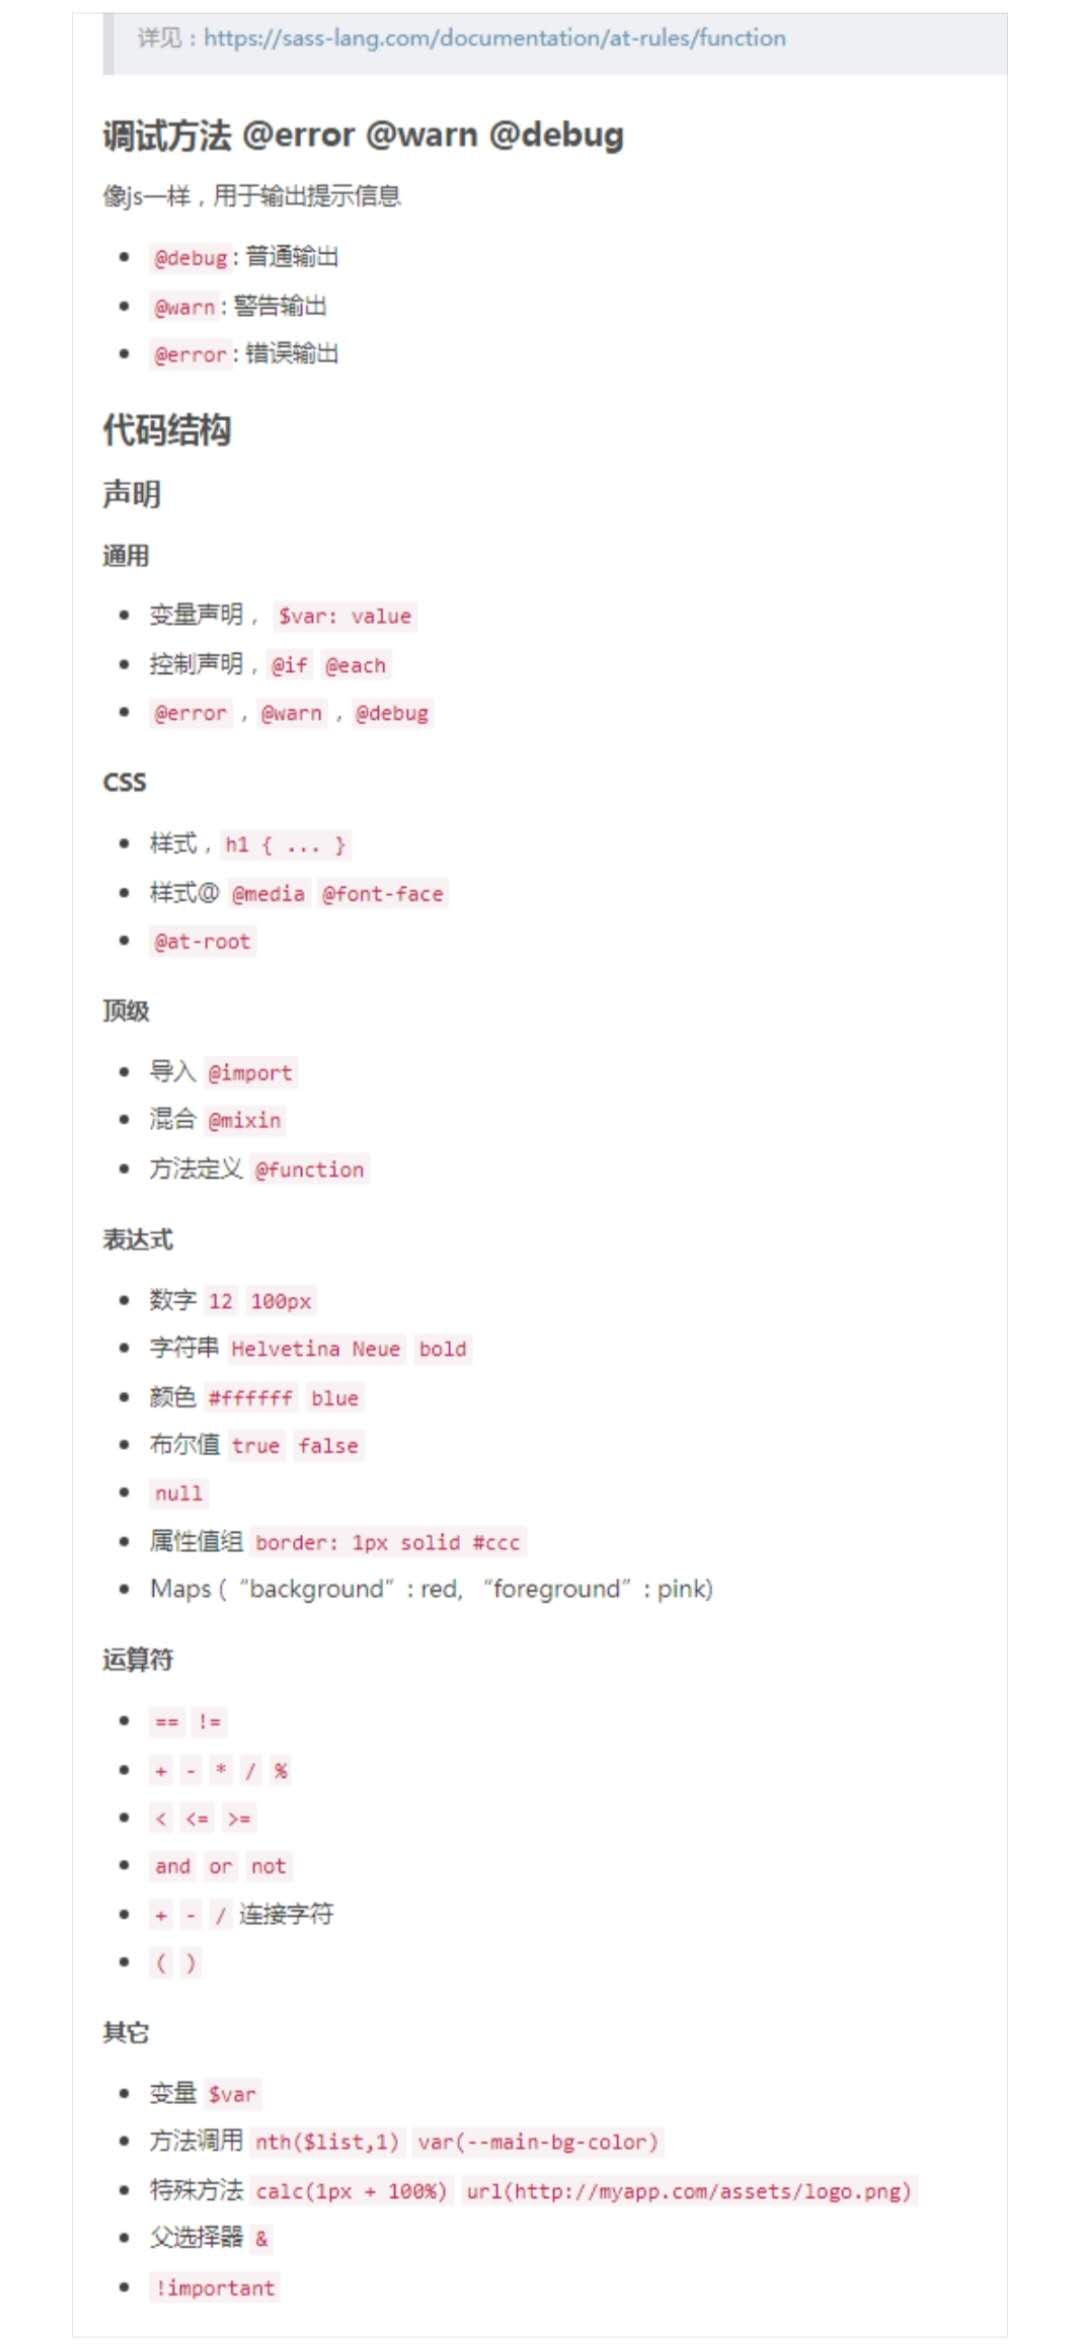 详见：https://sass-lang.com/documentation/at-rules/function
调试方法 @error @warn @debug
像js一样，用于输出提示信息
@debug: 普通输出
@warn: 警告输出
@error: 错误输出
代码结构
声明
通用
变量声明， $var: value
控制声明，@if @each
@error ，@warn ，@debug
CSS
样式，h1 { ... }
样式@ @media @font-face
@at-root
顶级
导入 @import
混合 @mixin
方法定义 @function
表达式
数字 12 100px
字符串 Helvetina Neue bold
颜色 #ffffff blue
布尔值 true false
null
属性值组 border: 1px solid #ccc
Maps (“background”: red, “foreground”: pink)
运算符
== !=
+ - * / %
< <= >=
and or not
+ - / 连接字符
( )
其它
变量 $var
方法调用 nth($list,1) var(--main-bg-color)
特殊方法 calc(1px + 100%) url(http://myapp.com/assets/logo.png)
父选择器 &
!important